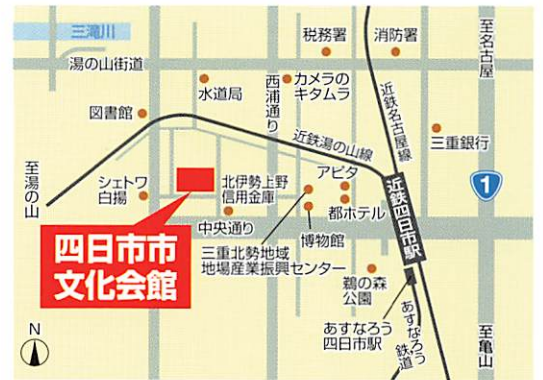 三滝川
税務署
消防署
至名古屋
湯の山街道
水道局
西浦通り
カメラの
キタムラ
近鉄名古屋線
図書館
近鉄湯の山線
三重銀行
至湯の山
シェトワ
白揚
北伊勢上野
信用金庫
アピタ
1
都ホテル
近鉄四日市駅
中央通り
博物館
四日市市
文化会館
三重北勢地域
地場産業振興センター
鵜の森
公園
N
あすなろう
四日市駅
あすなろう
鉄道
至亀山